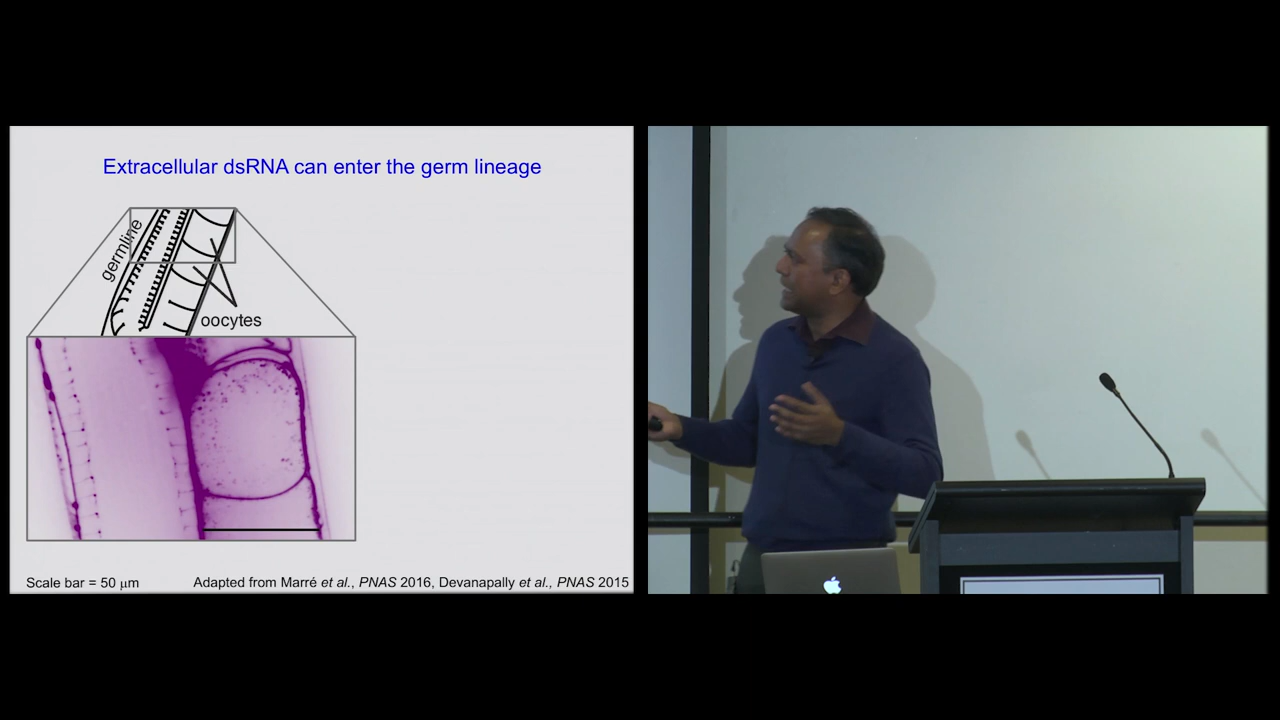 Extracellular dsRNA can enter the germ lineage
germline
oocytes
Scale bar = 50 μm
Adapted from Marré et al., PNAS 2016, Devanapally et al., PNAS 2015